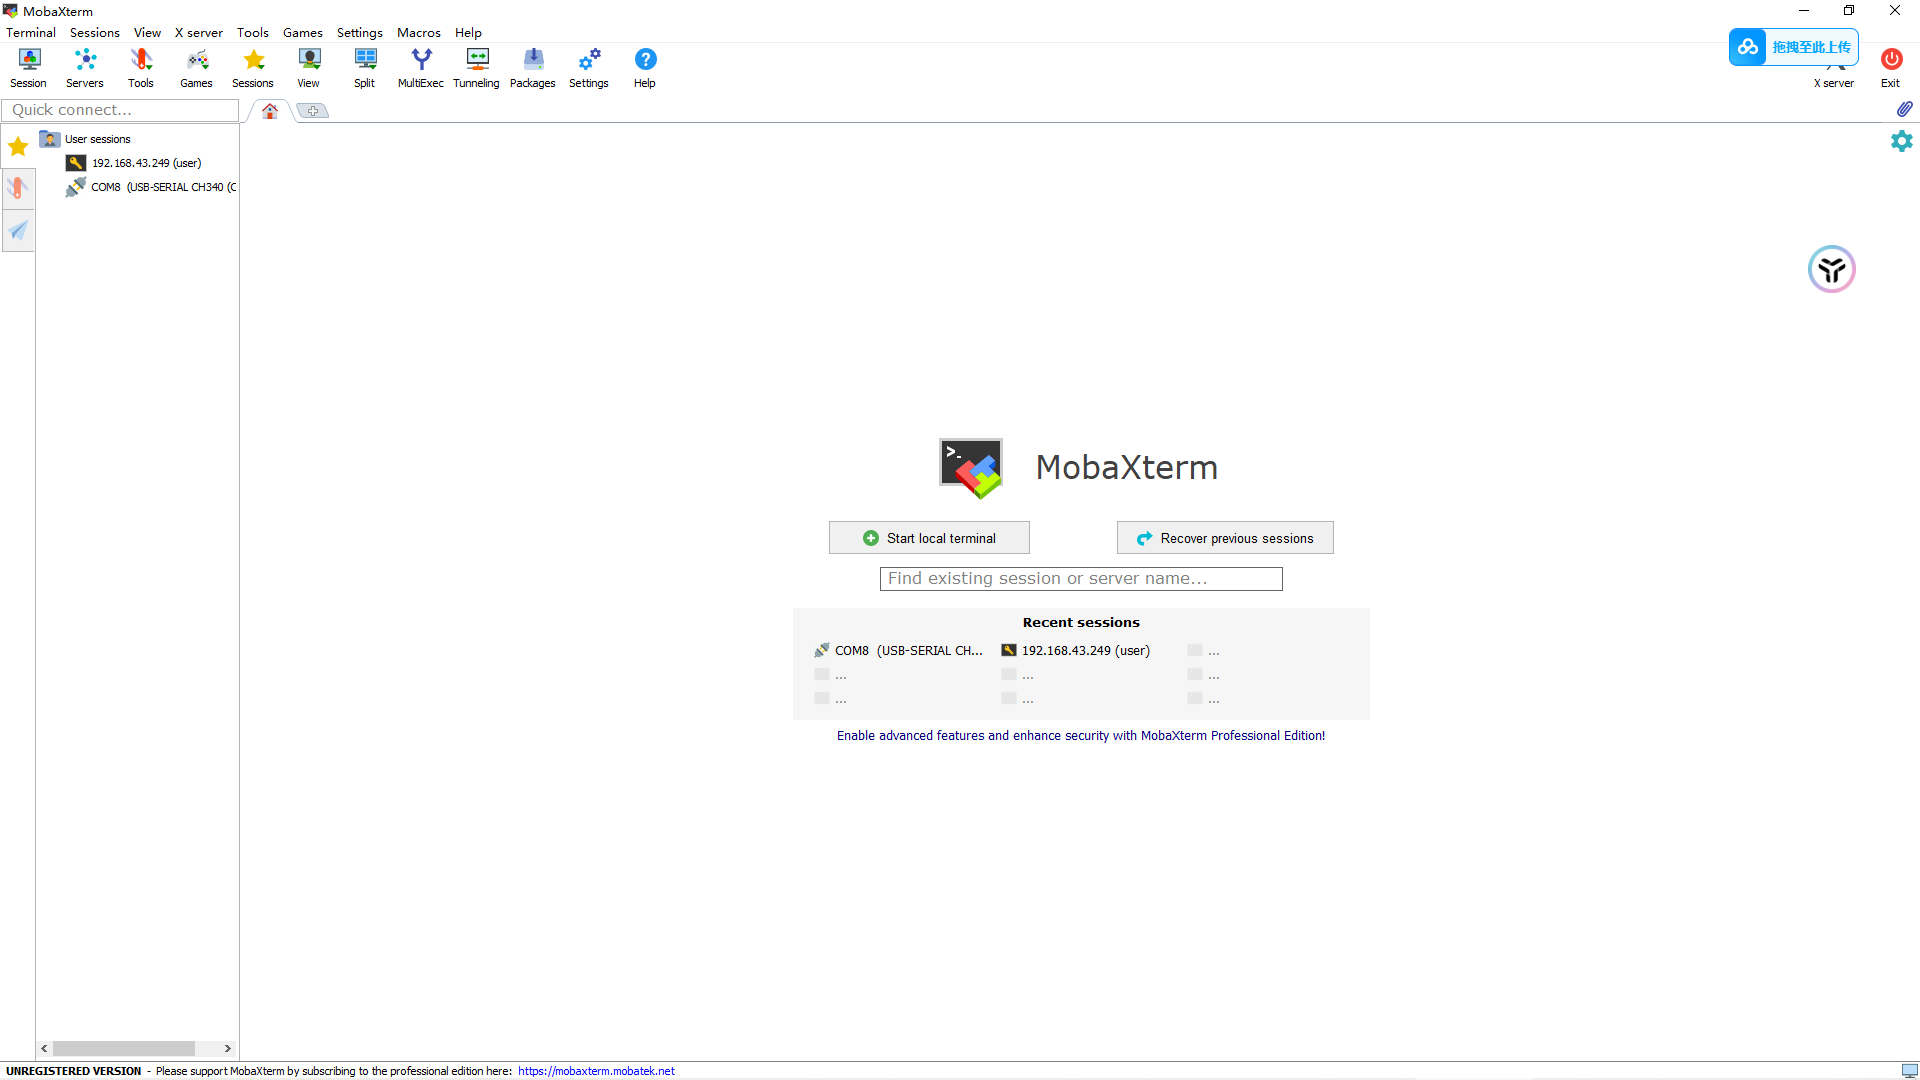 MobaXterm
Terminal Sessions View X server Tools Games Settings Macros Help
Session Servers Tools Games Sessions View Split MultiExec Tunneling Packages Settings Help
拖拽至此上传
X server Exit
Quick connect...
User sessions
192.168.43.249 (user)
COM8 (USB-SERIAL CH340 (C
MobaXterm
Start local terminal
Recover previous sessions
Find existing session or server name...
Recent sessions
COM8 (USB-SERIAL CH... 192.168.43.249 (user) ...
... ... ...
... ... ...
Enable advanced features and enhance security with MobaXterm Professional Edition!
UNREGISTERED VERSION - Please support MobaXterm by subscribing to the professional edition here: https://mobaxterm.mobatek.net